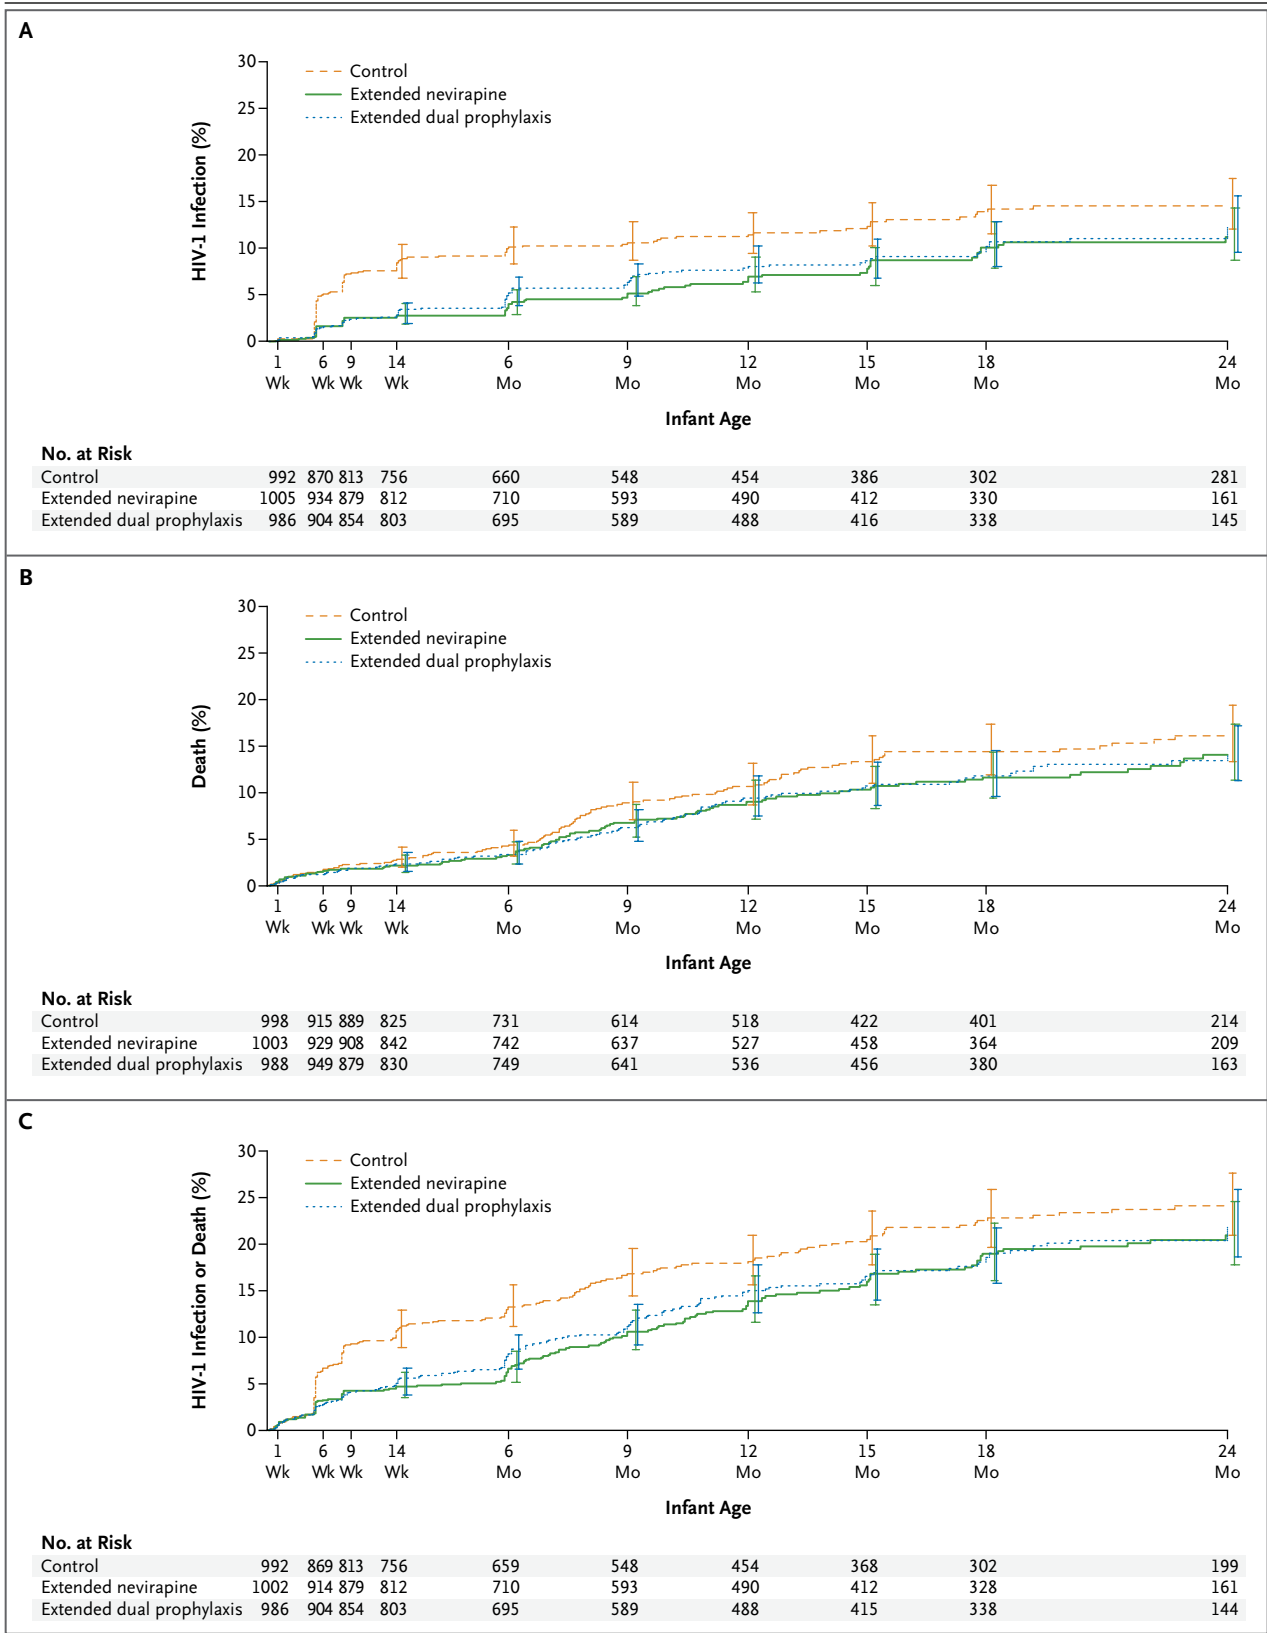 A
30
25
20
15
10
5
0
HIV-1 Infection (%)
Control
Extended nevirapine
Extended dual prophylaxis
1 6 9 14 6 9 12 15 18 24
Wk Wk Wk Wk Mo Mo Mo Mo Mo Mo
Infant Age
No. at Risk
Control 992 870 813 756 660 548 454 386 302 281
Extended nevirapine 1005 934 879 812 710 593 490 412 330 161
Extended dual prophylaxis 986 904 854 803 695 589 488 416 338 145
B
30
25
20
15
10
5
0
Death (%)
Control
Extended nevirapine
Extended dual prophylaxis
1 6 9 14 6 9 12 15 18 24
Wk Wk Wk Wk Mo Mo Mo Mo Mo Mo
Infant Age
No. at Risk
Control 998 915 889 825 731 614 518 422 401 214
Extended nevirapine 1003 929 908 842 742 637 527 458 364 209
Extended dual prophylaxis 988 949 879 830 749 641 536 456 380 163
C
30
25
20
15
10
5
0
HIV-1 Infection or Death (%)
Control
Extended nevirapine
Extended dual prophylaxis
1 6 9 14 6 9 12 15 18 24
Wk Wk Wk Wk Mo Mo Mo Mo Mo Mo
Infant Age
No. at Risk
Control 992 869 813 756 659 548 454 368 302 199
Extended nevirapine 1002 914 879 812 710 593 490 412 328 161
Extended dual prophylaxis 986 904 854 803 695 589 488 415 338 144